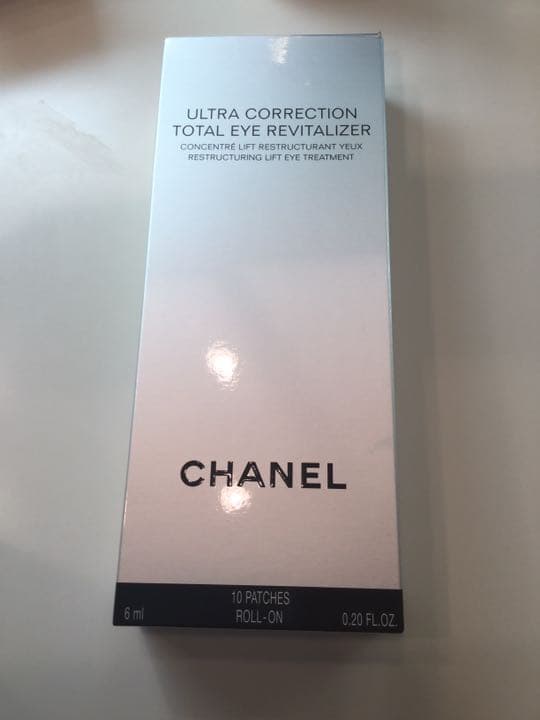 ULTRA CORRECTION
TOTAL EYE REVITALIZER
CONCENTRÉ LIFT RESTRUCTURANT YEUX
RESTRUCTURING LIFT EYE TREATMENT
CHANEL
10 PATCHES
6 ml ROLL-ON 0.20 FL.OZ.